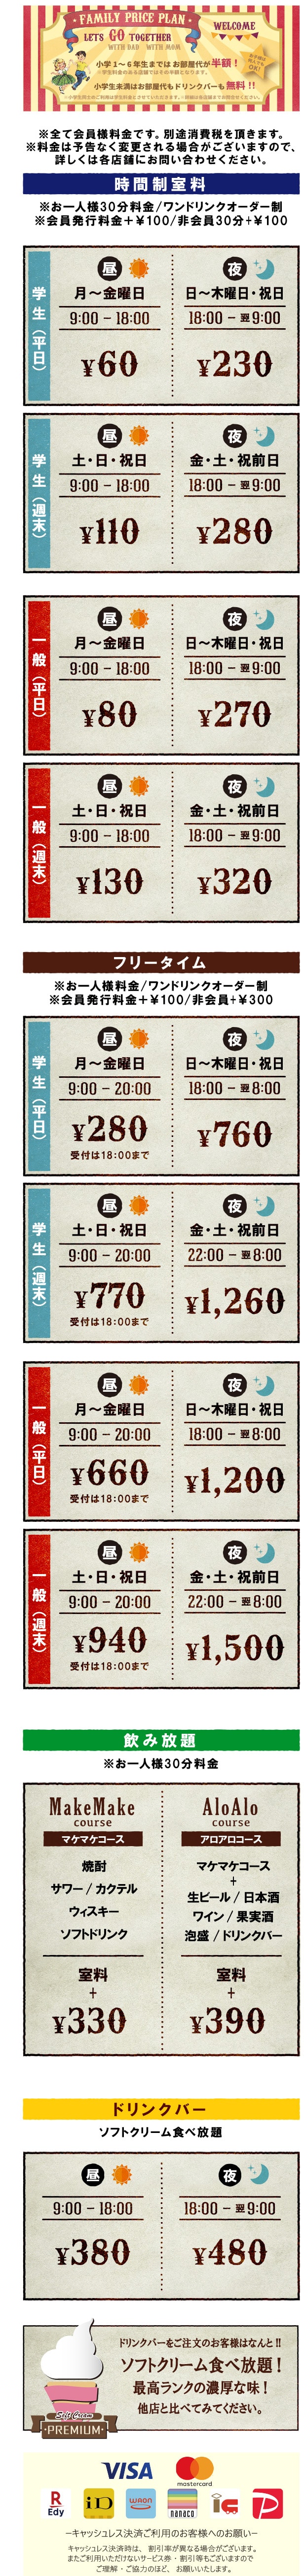 FAMILY PRICE PLAN
LETS GO TOGETHER
WITH DAD WITH MOM
WELCOME
小学1～6年生まではお部屋代が半額!
小学生未満はお部屋代もドリンクバーも無料!!
※全て会員様料金です。別途消費税を頂きます。
※料金は予告なく変更される場合がございますので、
詳しくは各店舗にお問い合わせください。
時間制室料
※お一人様30分料金/ワンドリンクオーダー制
※会員発行料金＋¥100/非会員30分+¥100
学生（平日）
昼
月～金曜日
9:00 – 18:00
¥60
夜
日～木曜日・祝日
18:00 – 翌9:00
¥230
学生（週末）
昼
土・日・祝日
9:00 – 18:00
¥110
夜
金・土・祝前日
18:00 – 翌9:00
¥280
一般（平日）
昼
月～金曜日
9:00 – 18:00
¥80
夜
日～木曜日・祝日
18:00 – 翌9:00
¥270
一般（週末）
昼
土・日・祝日
9:00 – 18:00
¥130
夜
金・土・祝前日
18:00 – 翌9:00
¥320
フリータイム
※お一人様料金/ワンドリンクオーダー制
※会員発行料金＋¥100/非会員+¥300
学生（平日）
昼
月～金曜日
9:00 – 20:00
¥280
受付は18:00まで
夜
日～木曜日・祝日
18:00 – 翌8:00
¥760
学生（週末）
昼
土・日・祝日
9:00 – 20:00
¥770
受付は18:00まで
夜
金・土・祝前日
22:00 – 翌8:00
¥1,260
一般（平日）
昼
月～金曜日
9:00 – 20:00
¥660
受付は18:00まで
夜
日～木曜日・祝日
18:00 – 翌8:00
¥1,200
一般（週末）
昼
土・日・祝日
9:00 – 20:00
¥940
受付は18:00まで
夜
金・土・祝前日
22:00 – 翌8:00
¥1,500
飲み放題
※お一人様30分料金
MakeMake
course
マケマケコース
焼酎
サワー / カクテル
ウィスキー
ソフトドリンク
室料
+
¥330
AloAlo
course
アロアロコース
マケマケコース
+
生ビール / 日本酒
ワイン / 果実酒
泡盛 / ドリンクバー
室料
+
¥390
ドリンクバー
ソフトクリーム食べ放題
昼
9:00 – 18:00
¥380
夜
18:00 – 翌9:00
¥480
ドリンクバーをご注文のお客様はなんと!!
ソフトクリーム食べ放題!
最高ランクの濃厚な味!
他店と比べてみてください。
Soft Cream
・PREMIUM・
VISA
mastercard
R
Edy
iD
WAON
nanaco
ic
P
ーキャッシュレス決済ご利用のお客様へのお願いー
キャッシュレス決済時は、割引率が異なる場合がございます。
またご利用いただけないサービス券・割引等もございますので
ご理解・ご協力のほど、お願いいたします。